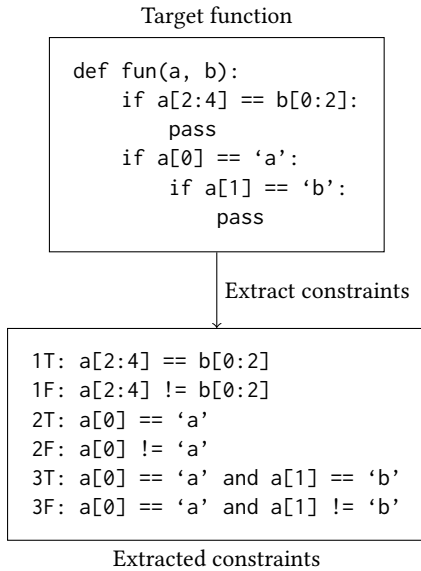 Target function
def fun(a, b):
    if a[2:4] == b[0:2]:
        pass
    if a[0] == ‘a’:
        if a[1] == ‘b’:
            pass
Extract constraints
1T: a[2:4] == b[0:2]
1F: a[2:4] != b[0:2]
2T: a[0] == ‘a’
2F: a[0] != ‘a’
3T: a[0] == ‘a’ and a[1] == ‘b’
3F: a[0] == ‘a’ and a[1] != ‘b’
Extracted constraints